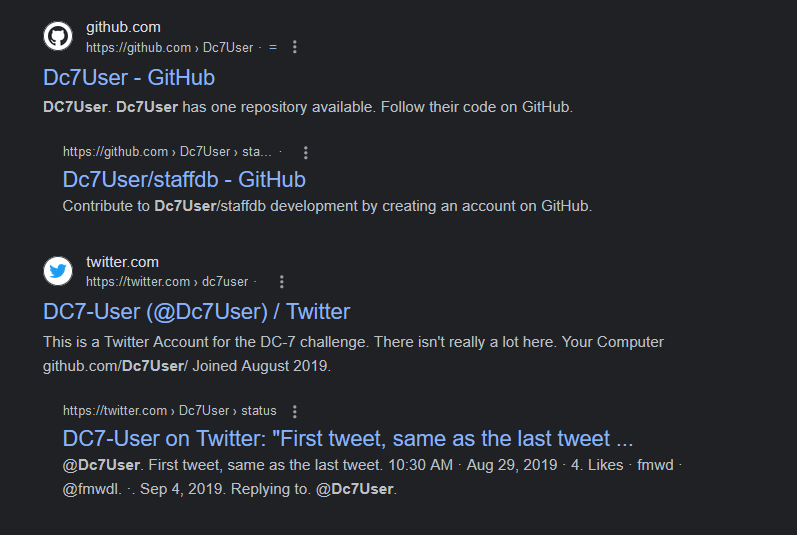 github.com
https://github.com › Dc7User · =
Dc7User - GitHub
DC7User. Dc7User has one repository available. Follow their code on GitHub.
https://github.com › Dc7User › sta... ·
Dc7User/staffdb - GitHub
Contribute to Dc7User/staffdb development by creating an account on GitHub.
twitter.com
https://twitter.com › dc7user ·
DC7-User (@Dc7User) / Twitter
This is a Twitter Account for the DC-7 challenge. There isn't really a lot here. Your Computer
github.com/Dc7User/ Joined August 2019.
https://twitter.com › Dc7User › status
DC7-User on Twitter: "First tweet, same as the last tweet ...
@Dc7User. First tweet, same as the last tweet. 10:30 AM · Aug 29, 2019 · 4. Likes · fmwd ·
@fmwdl. ·. Sep 4, 2019. Replying to. @Dc7User.